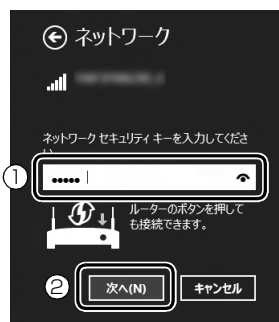 ネットワーク
ネットワーク セキュリティ キーを入力してくださ
い
①
•••••
ルーターのボタンを押して
も接続できます。
②
次へ(N)
キャンセル